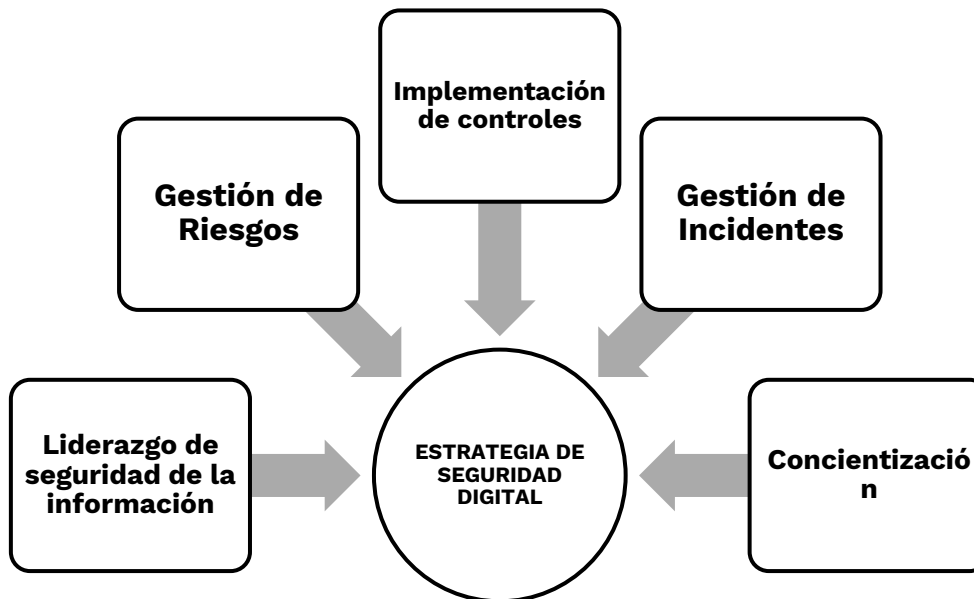 Implementación
de controles
Gestión de
Riesgos
Gestión de
Incidentes
Liderazgo de
seguridad de la
información
ESTRATEGIA DE
SEGURIDAD
DIGITAL
Concienticació
n